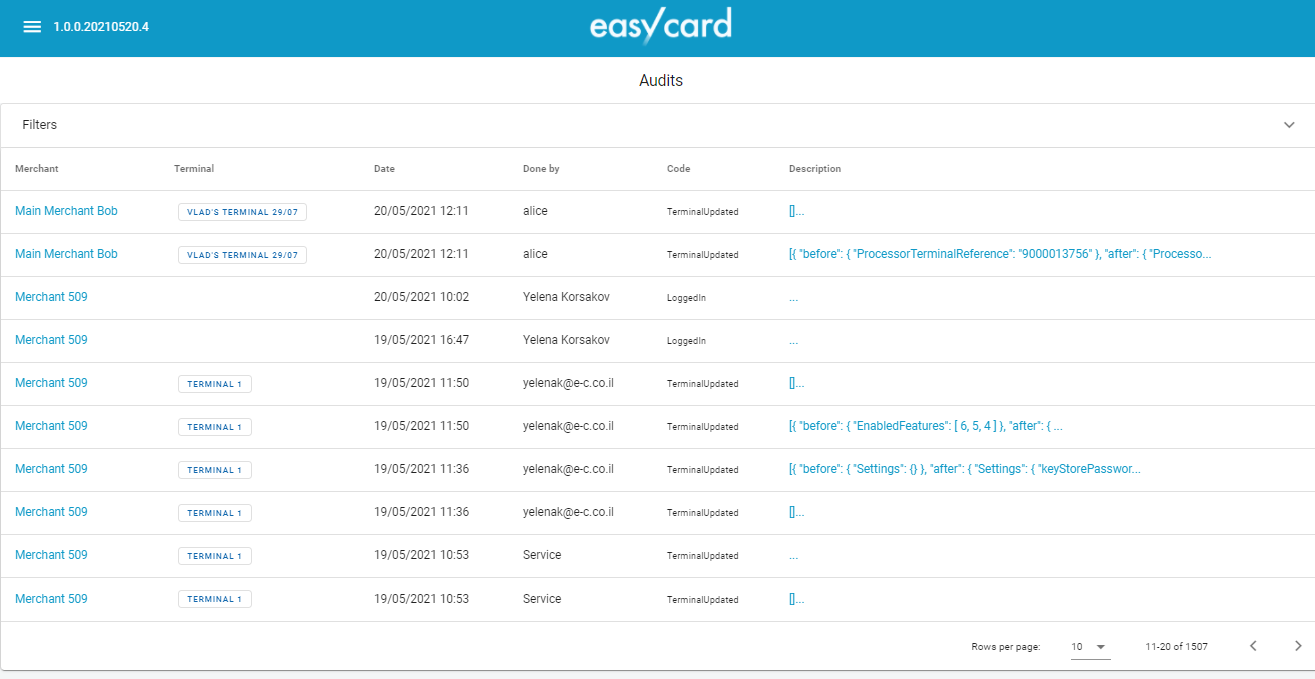 1.0.0.20210520.4 easycard
Audits
Filters
Merchant Terminal Date Done by Code Description
Main Merchant Bob VLAD'S TERMINAL 29/07 20/05/2021 12:11 alice TerminalUpdated []...
Main Merchant Bob VLAD'S TERMINAL 29/07 20/05/2021 12:11 alice TerminalUpdated [{ "before": { "ProcessorTerminalReference": "9000013756" }, "after": { "Processo...
Merchant 509 20/05/2021 10:02 Yelena Korsakov LoggedIn ...
Merchant 509 19/05/2021 16:47 Yelena Korsakov LoggedIn ...
Merchant 509 TERMINAL 1 19/05/2021 11:50 yelenak@e-c.co.il TerminalUpdated []...
Merchant 509 TERMINAL 1 19/05/2021 11:50 yelenak@e-c.co.il TerminalUpdated [{ "before": { "EnabledFeatures": [ 6, 5, 4 ] }, "after": { ...
Merchant 509 TERMINAL 1 19/05/2021 11:36 yelenak@e-c.co.il TerminalUpdated [{ "before": { "Settings": {} }, "after": { "Settings": { "keyStorePasswor...
Merchant 509 TERMINAL 1 19/05/2021 11:36 yelenak@e-c.co.il TerminalUpdated []...
Merchant 509 TERMINAL 1 19/05/2021 10:53 Service TerminalUpdated ...
Merchant 509 TERMINAL 1 19/05/2021 10:53 Service TerminalUpdated []...
Rows per page: 10 11-20 of 1507